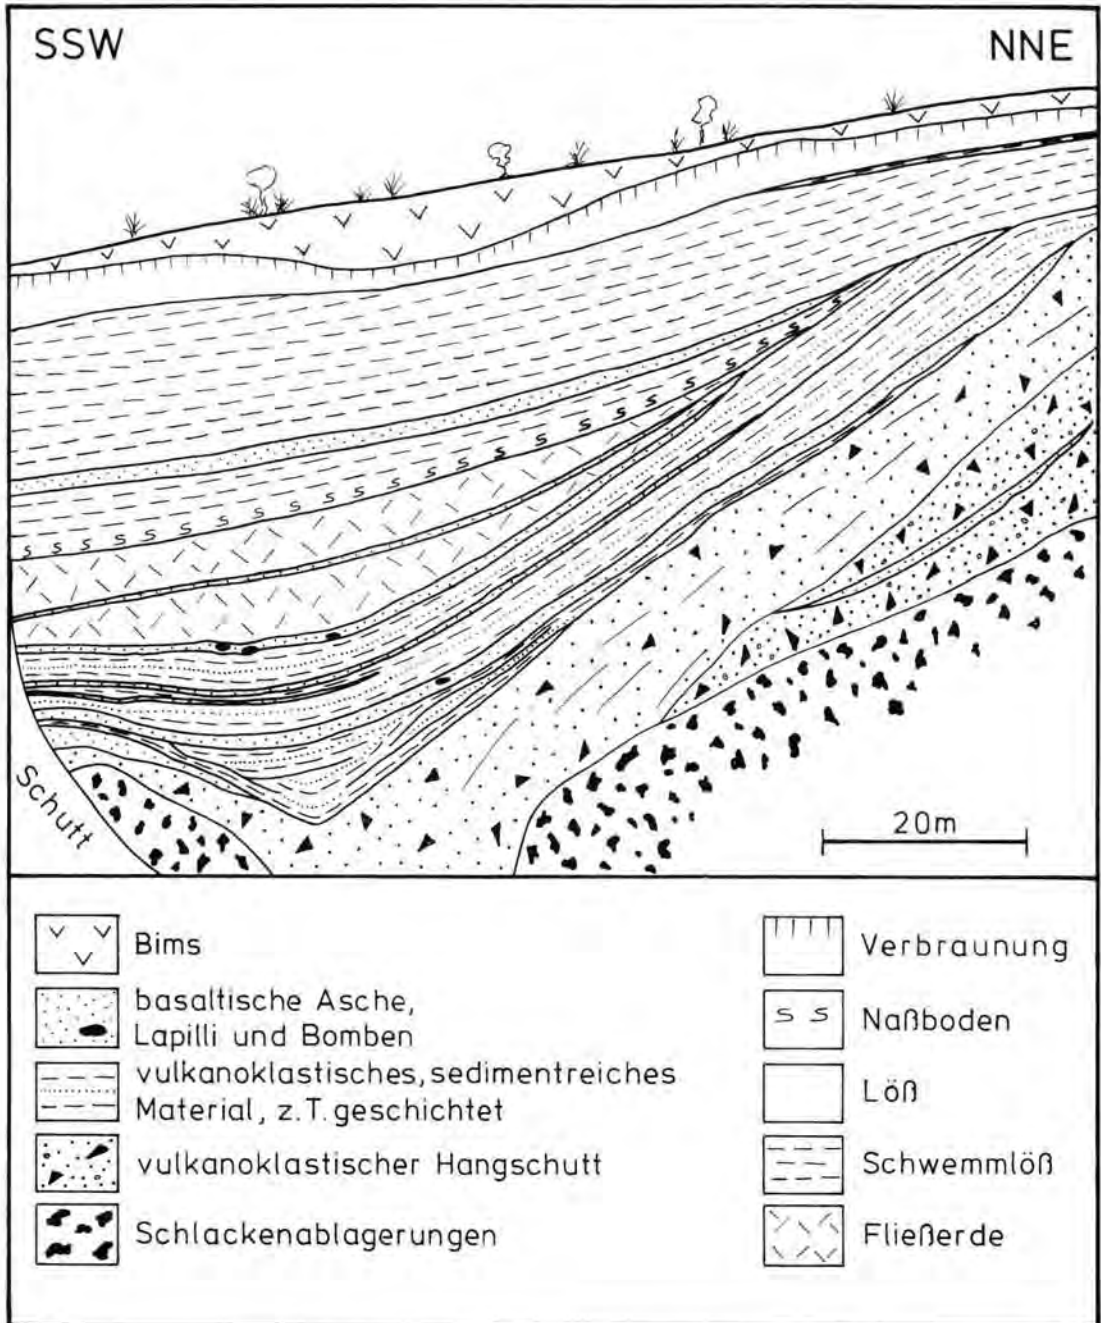 SSW
NNE
Schutt
20m
Bims
basaltische Asche,
Lapilli und Bomben
vulkanoklastisches, sedimentreiches
Material, z.T. geschichtet
vulkanoklastischer Hangschutt
Schlackenablagerungen
Verbraunung
Naßboden
Löß
Schwemmlöß
Fließerde